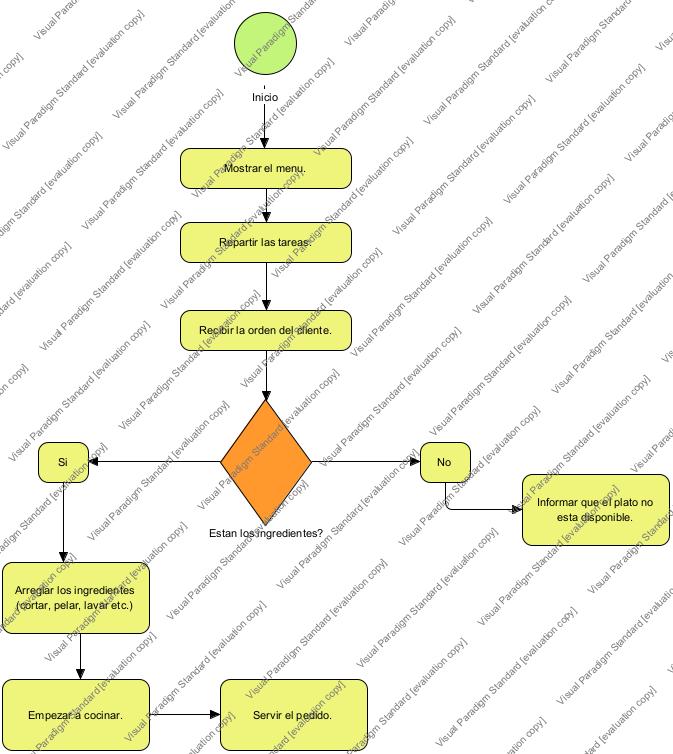 Inicio
Mostrar el menu.
Repartir las tareas.
Recibir la orden del cliente.
Si
No
Informar que el plato no
esta disponible.
Estan los ingredientes?
Arreglar los ingredientes
(cortar, pelar, lavar etc.)
Empezar a cocinar.
Servir el pedido.
Visual Paradigm Standard [evaluation copy]